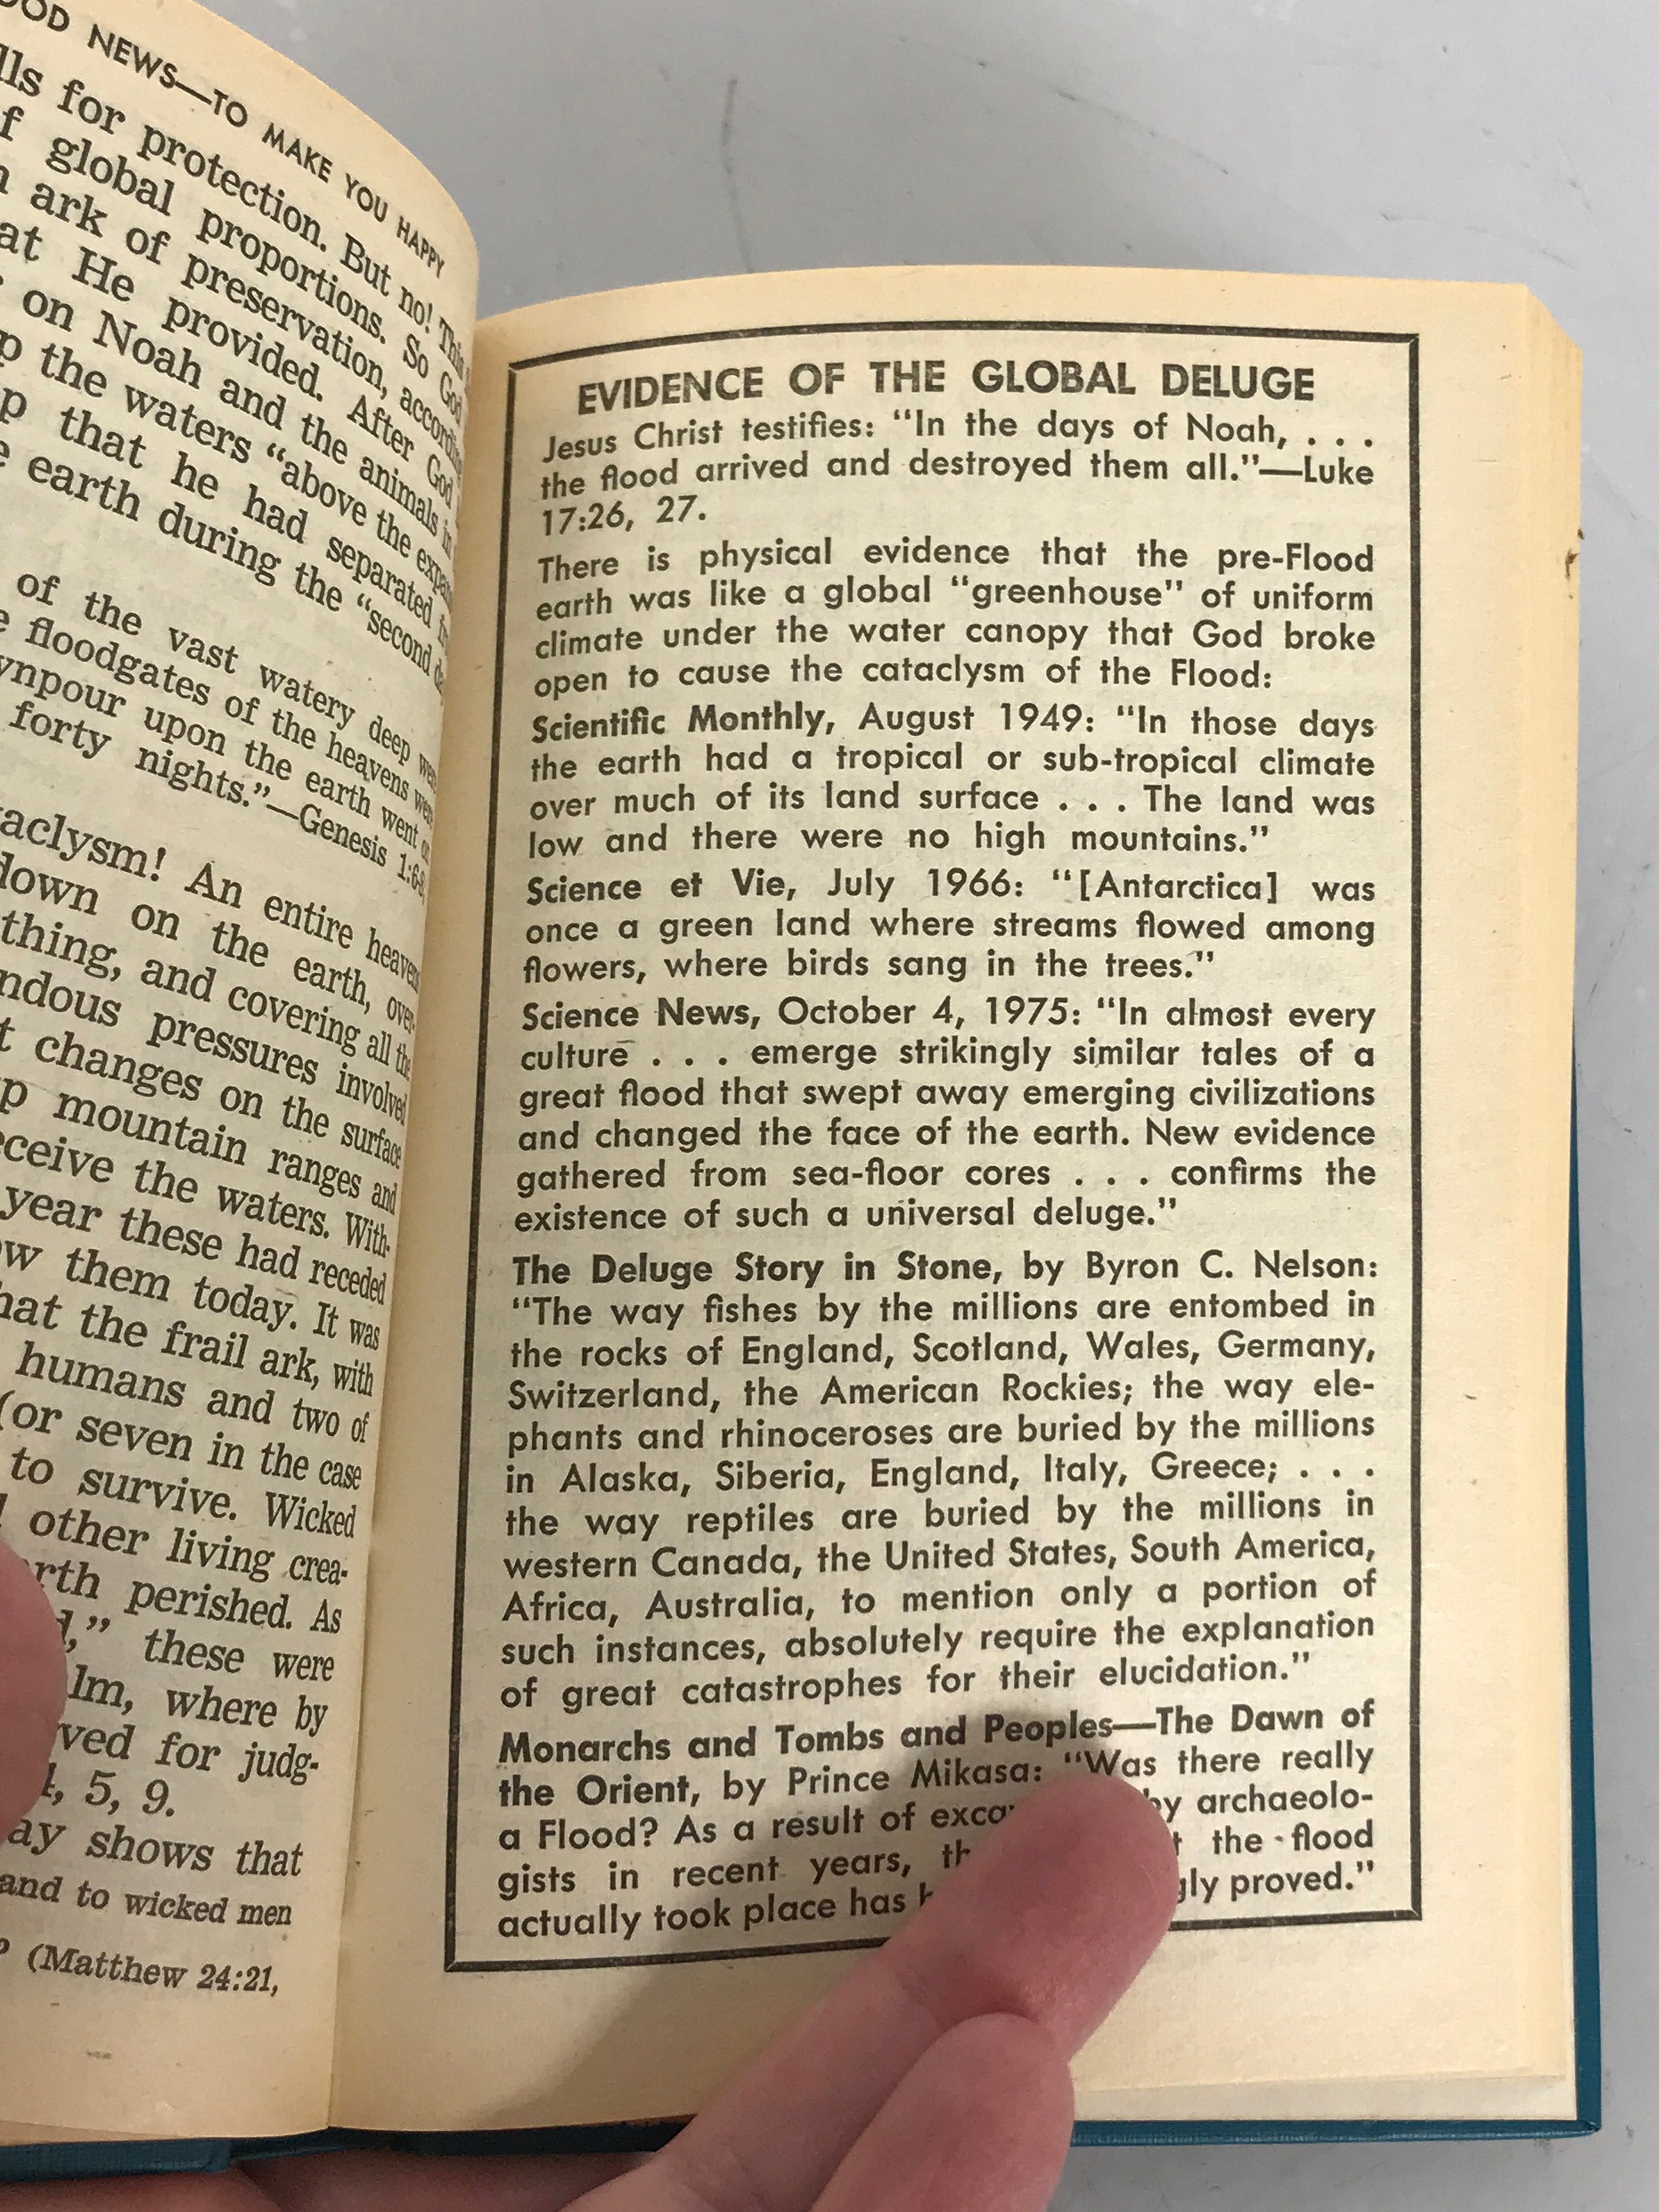 OOD NEWS—TO MAKE YOU HAPPY
lls for protection. But no! This
f global proportions. So God
ark of preservation, according
at He provided. After God
on Noah and the animals in
p the waters "above the
p that he had separated
earth during the "second
of the vast watery deep
floodgates of the heavens
ynpour upon the earth went
forty nights."—Genesis
aclysm! An entire
down on the earth, over-
thing, and covering all the
ndous pressures involved
t changes on the surface
p mountain ranges and
ceive the waters. With-
year these had receded
ow them today. It was
hat the frail ark, with
humans and two of
(or seven in the case
to survive. Wicked
other living crea-
rth perished. As
d," these were
lm, where by
ved for judg-
4, 5, 9.
ay shows that
and to wicked men
? (Matthew 24:21,
EVIDENCE OF THE GLOBAL DELUGE
Jesus Christ testifies: "In the days of Noah, . . .
the flood arrived and destroyed them all."—Luke
17:26, 27.
There is physical evidence that the pre-Flood
earth was like a global "greenhouse" of uniform
climate under the water canopy that God broke
open to cause the cataclysm of the Flood:
Scientific Monthly, August 1949: "In those days
the earth had a tropical or sub-tropical climate
over much of its land surface . . . The land was
low and there were no high mountains."
Science et Vie, July 1966: "[Antarctica] was
once a green land where streams flowed among
flowers, where birds sang in the trees."
Science News, October 4, 1975: "In almost every
culture . . . emerge strikingly similar tales of a
great flood that swept away emerging civilizations
and changed the face of the earth. New evidence
gathered from sea-floor cores . . . confirms the
existence of such a universal deluge."
The Deluge Story in Stone, by Byron C. Nelson:
"The way fishes by the millions are entombed in
the rocks of England, Scotland, Wales, Germany,
Switzerland, the American Rockies; the way ele-
phants and rhinoceroses are buried by the millions
in Alaska, Siberia, England, Italy, Greece; . . .
the way reptiles are buried by the millions in
western Canada, the United States, South America,
Africa, Australia, to mention only a portion of
such instances, absolutely require the explanation
of great catastrophes for their elucidation."
Monarchs and Tombs and Peoples—The Dawn of
the Orient, by Prince Mikasa: "Was there really
a Flood? As a result of by archaeolo-
gists in recent years, the flood
actually took place has gly proved."